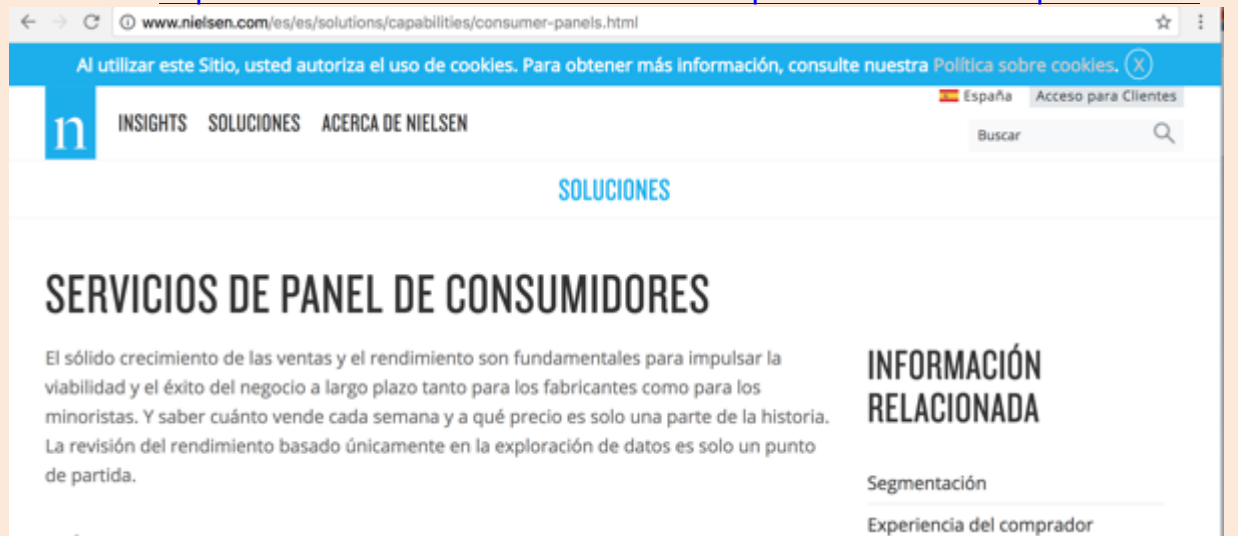 www.nielsen.com/es/es/solutions/capabilities/consumer-panels.html
Al utilizar este Sitio, usted autoriza el uso de cookies. Para obtener más información, consulte nuestra Política sobre cookies. X
España Acceso para Clientes
n INSIGHTS SOLUCIONES ACERCA DE NIELSEN
Buscar
SOLUCIONES
SERVICIOS DE PANEL DE CONSUMIDORES
El sólido crecimiento de las ventas y el rendimiento son fundamentales para impulsar la
viabilidad y el éxito del negocio a largo plazo tanto para los fabricantes como para los
minoristas. Y saber cuánto vende cada semana y a qué precio es solo una parte de la historia.
La revisión del rendimiento basado únicamente en la exploración de datos es solo un punto
de partida.
INFORMACIÓN
RELACIONADA
Segmentación
Experiencia del comprador